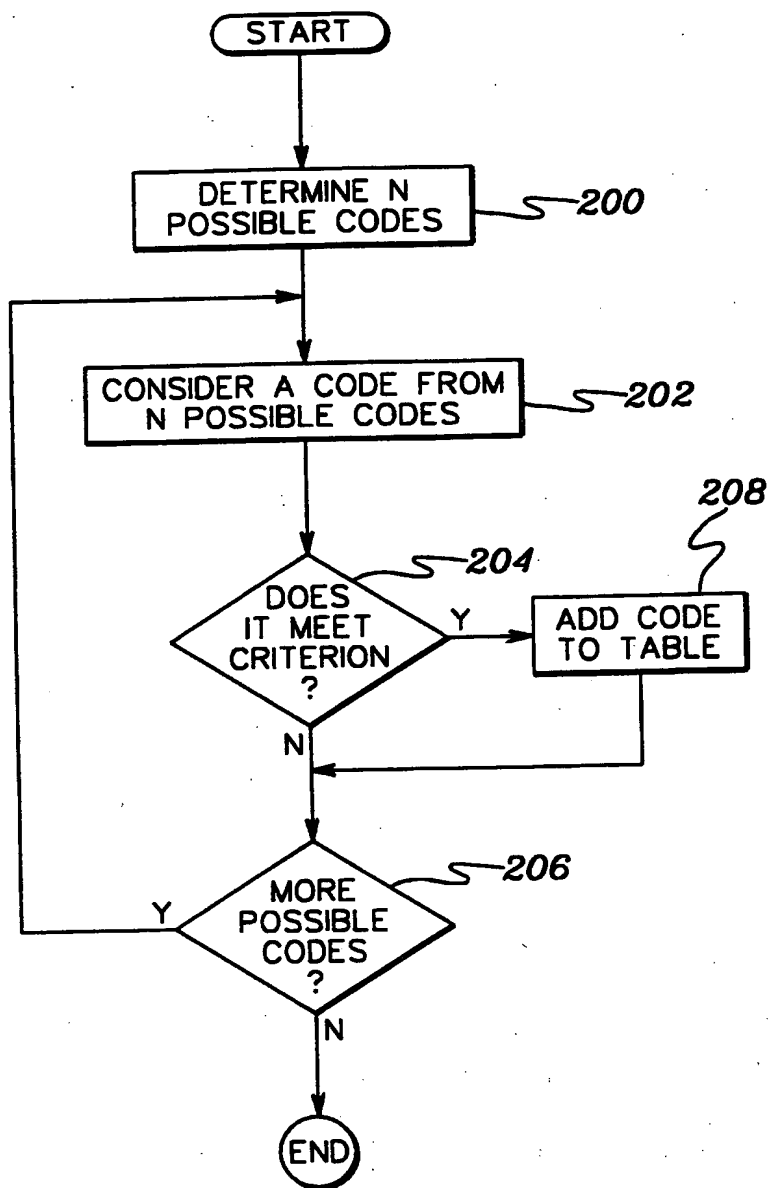 START
DETERMINE N
POSSIBLE CODES
200
CONSIDER A CODE FROM
N POSSIBLE CODES
202
204
DOES
IT MEET
CRITERION
?
Y
N
208
ADD CODE
TO TABLE
206
MORE
POSSIBLE
CODES
?
Y
N
END